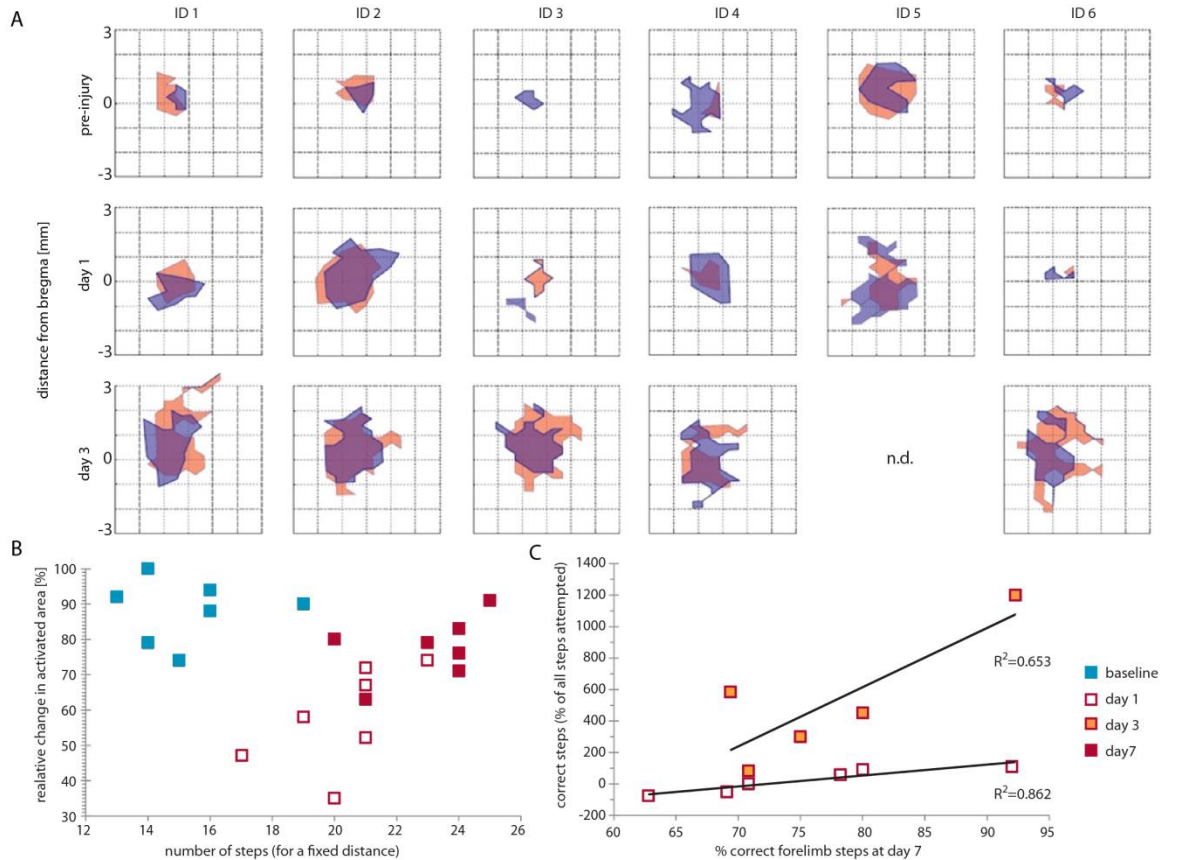 A
ID 1 ID 2 ID 3 ID 4 ID 5 ID 6
distance from bregma [mm]
pre-injury
3
0
-3
day 1
3
0
-3
day 3
3
0
-3
n.d.
B
realative change in activated area [%]
100
90
80
70
60
50
40
30
12 14 16 18 20 22 24 26
number of steps (for a fixed distance)
C
correct steps (% of all steps attempted)
1400
1200
1000
800
600
400
200
0
-200
R²=0.653
R²=0.862
60 65 70 75 80 85 90 95
% correct forelimb steps at day 7
baseline
day 1
day 3
day7